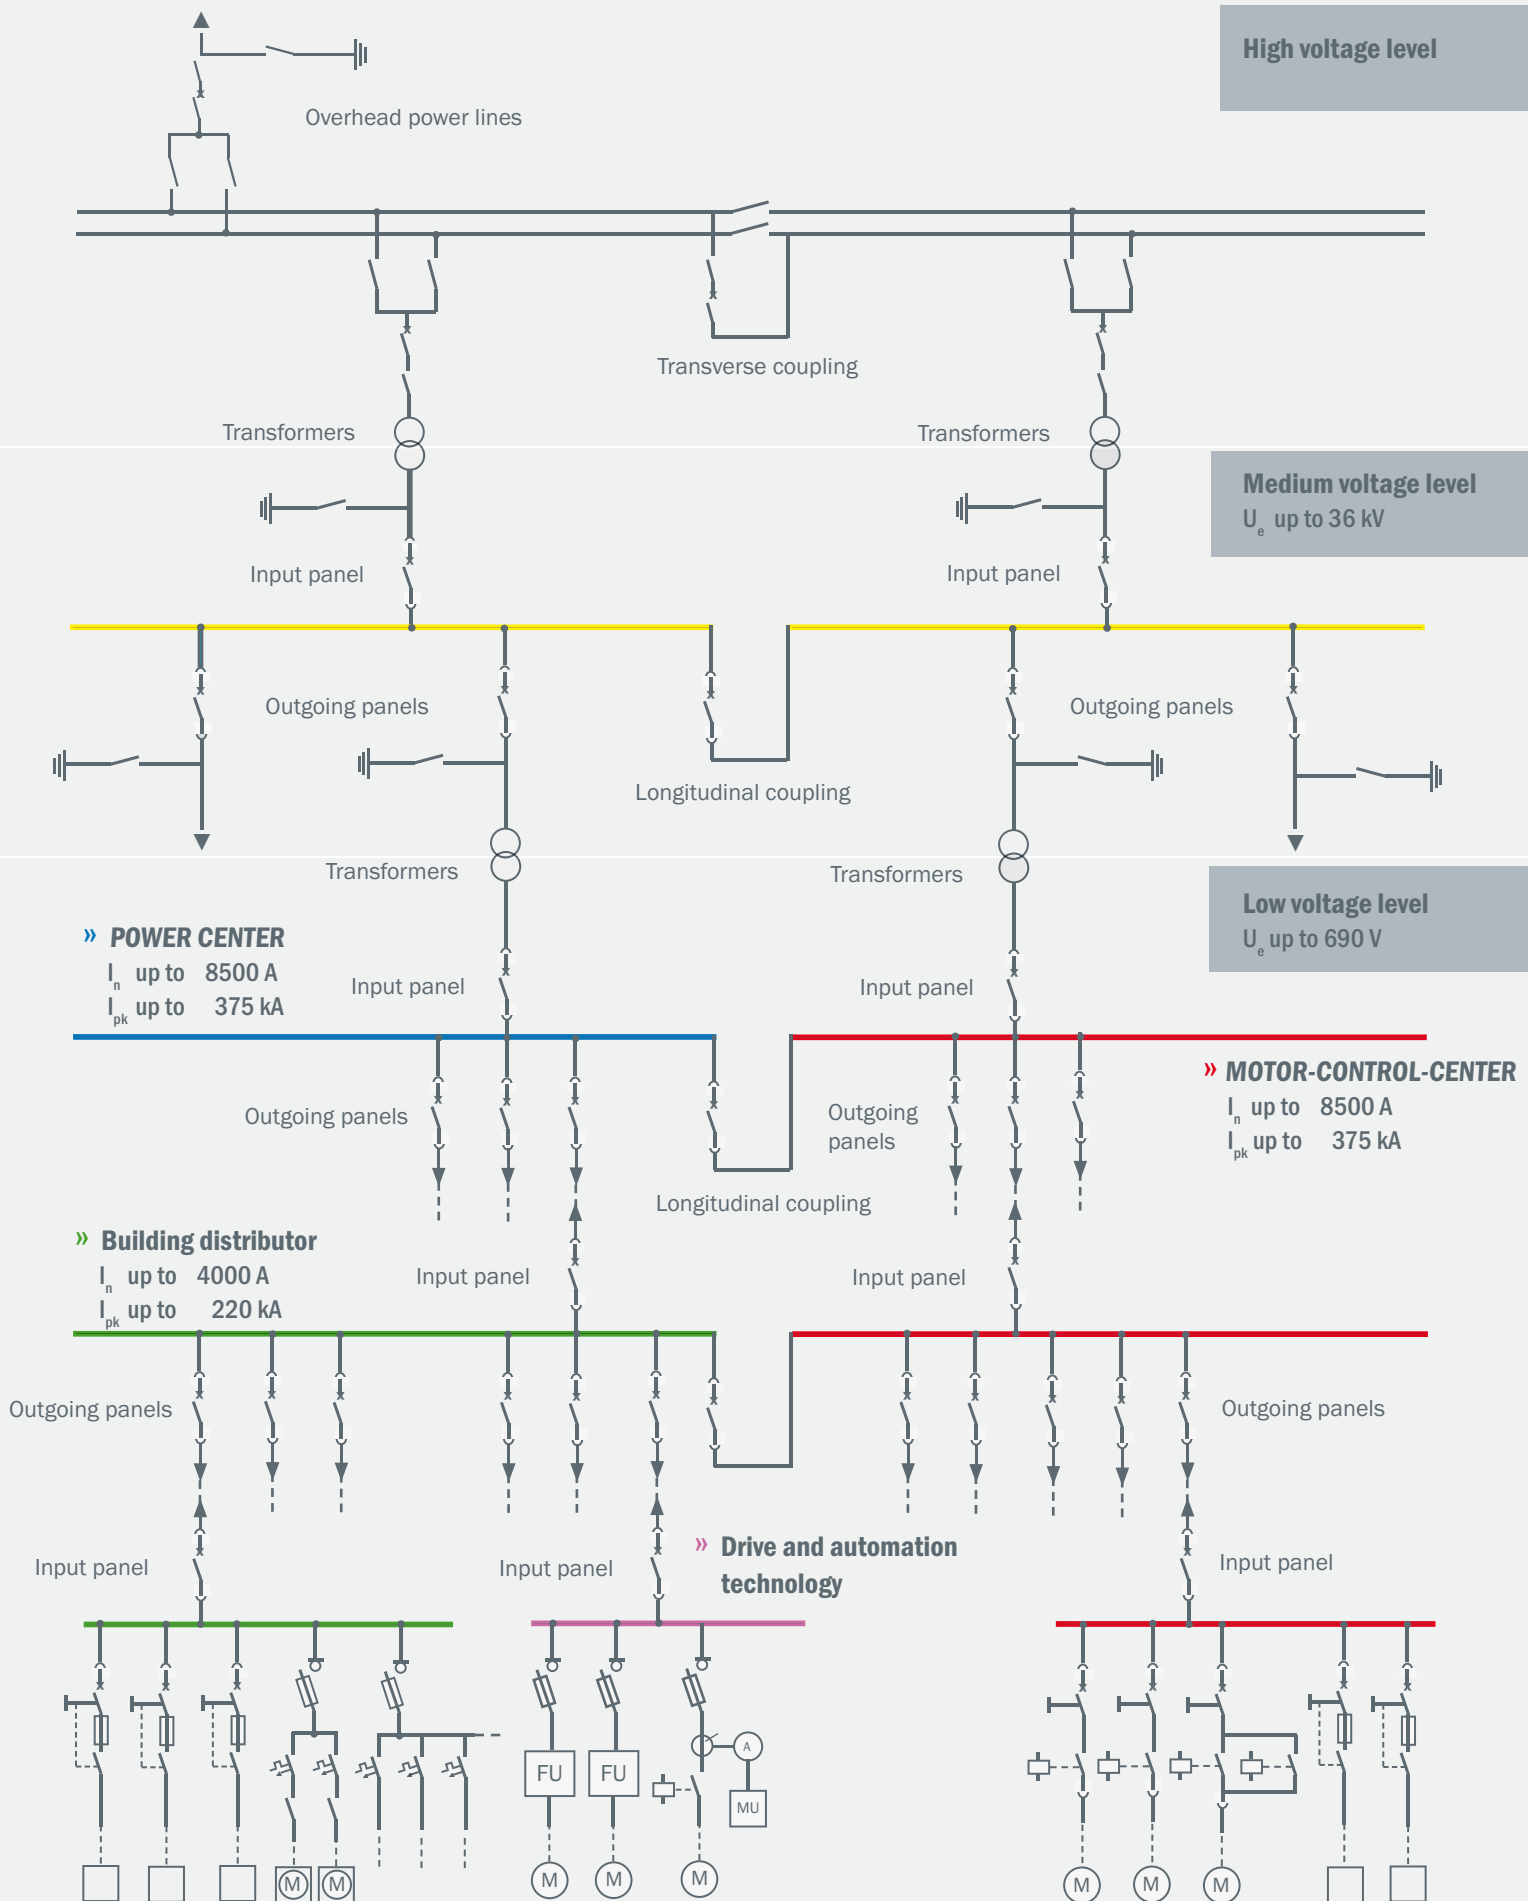 High voltage level
Overhead power lines
Transverse coupling
Transformers
Transformers
Medium voltage level
Ue up to 36 kV
Input panel
Input panel
Outgoing panels
Outgoing panels
Longitudinal coupling
Transformers
Transformers
Low voltage level
Ue up to 690 V
» POWER CENTER
In up to 8500 A
Ipk up to 375 kA
Input panel
Input panel
» MOTOR-CONTROL-CENTER
In up to 8500 A
Ipk up to 375 kA
Outgoing panels
Outgoing
panels
Longitudinal coupling
» Building distributor
In up to 4000 A
Ipk up to 220 kA
Input panel
Input panel
Outgoing panels
Outgoing panels
Input panel
Input panel
» Drive and automation
technology
Input panel
A
FU
FU
MU
M
M
M
M
M
M
M
M